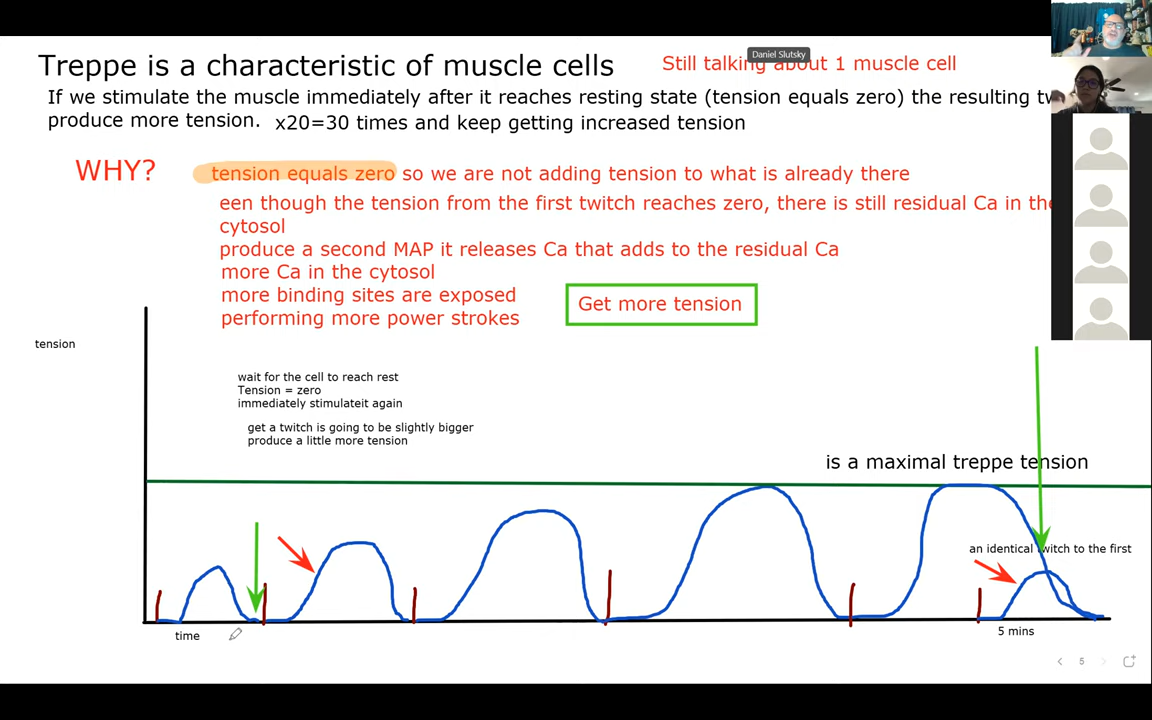 Treppe is a characteristic of muscle cells
Still talking about 1 muscle cell
Daniel Slutsky
If we stimulate the muscle immediately after it reaches resting state (tension equals zero) the resulting
produce more tension. x20=30 times and keep getting increased tension
WHY?
tension equals zero so we are not adding tension to what is already there
een though the tension from the first twitch reaches zero, there is still residual Ca in the
cytosol
produce a second MAP it releases Ca that adds to the residual Ca
more Ca in the cytosol
more binding sites are exposed
performing more power strokes
Get more tension
tension
wait for the cell to reach rest
Tension = zero
immediately stimulateit again
get a twitch is going to be slightly bigger
produce a little more tension
is a maximal treppe tension
an identical twitch to the first
time
5 mins
5